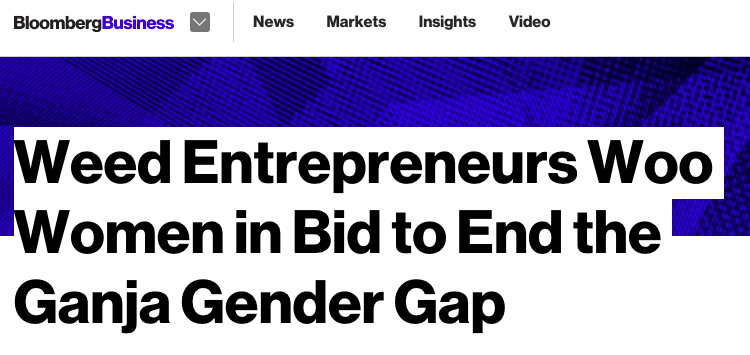 BloombergBusiness News Markets Insights Video
Weed Entrepreneurs Woo
Women in Bid to End the
Ganja Gender Gap